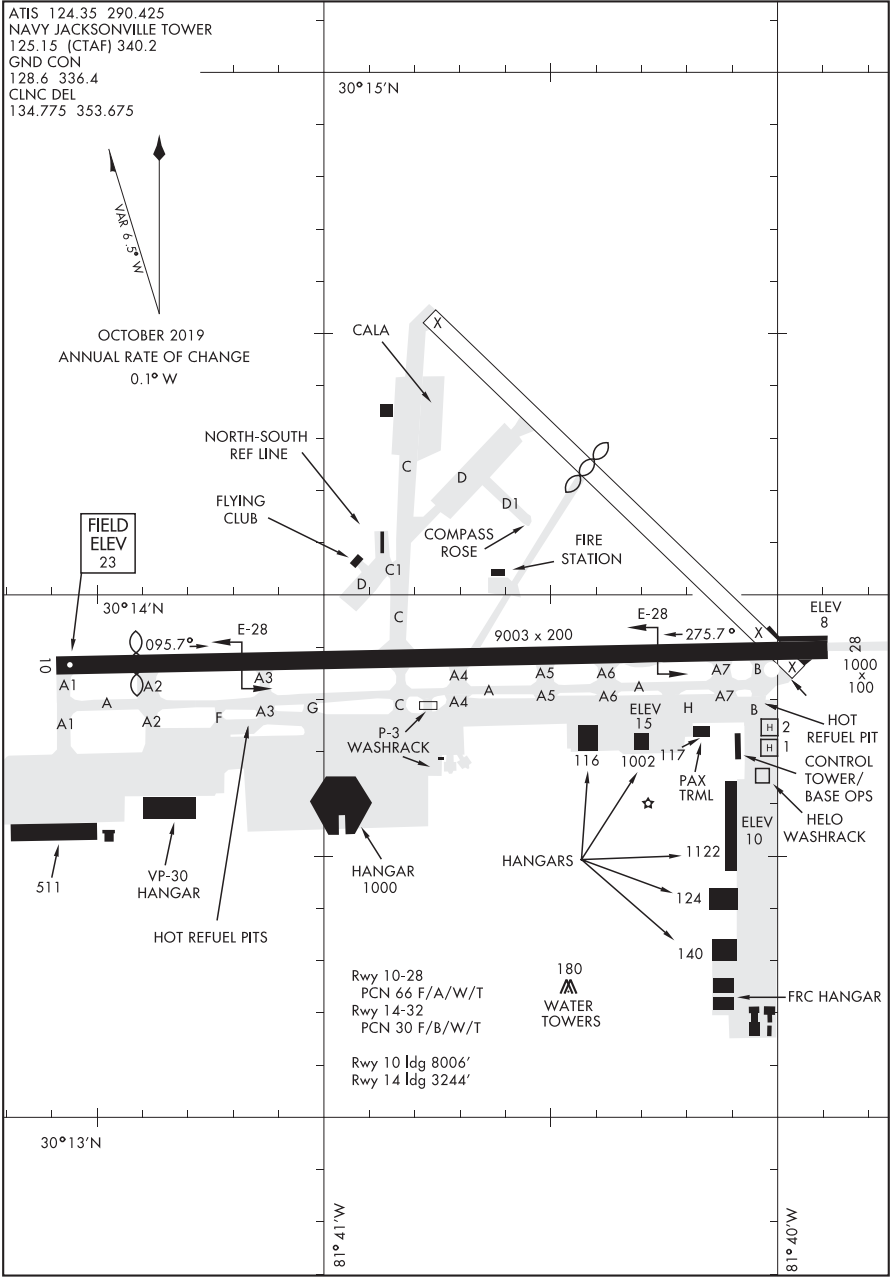 ATIS 124.35 290.425
NAVY JACKSONVILLE TOWER
125.15 (CTAF) 340.2
GND CON
128.6 336.4
CLNC DEL
134.775 353.675
30°15'N
VAR 6.5° W
OCTOBER 2019
ANNUAL RATE OF CHANGE
0.1° W
X
CALA
NORTH-SOUTH
REF LINE
C
D
D1
FLYING
CLUB
COMPASS
ROSE
FIRE
STATION
FIELD
ELEV
23
C1
D
30°14'N
C
ELEV
8
E-28
E-28
095.7°
9003 x 200
275.7°
X
10
28
1000
x
100
A1
A2
A3
A4
A5
A6
A7
B
X
A
A
A
A1
A2
F
A3
G
C
A4
A5
A6
A7
H
B
ELEV
15
HOT
REFUEL PIT
H 2
H 1
P-3
WASHRACK
116
1002
117
PAX
TRML
CONTROL
TOWER/
BASE OPS
HELO
WASHRACK
ELEV
10
511
VP-30
HANGAR
HANGAR
1000
HANGARS
1122
124
140
HOT REFUEL PITS
Rwy 10-28
PCN 66 F/A/W/T
Rwy 14-32
PCN 30 F/B/W/T
Rwy 10 ldg 8006'
Rwy 14 ldg 3244'
180
WATER
TOWERS
FRC HANGAR
30°13'N
81°41'W
81°40'W